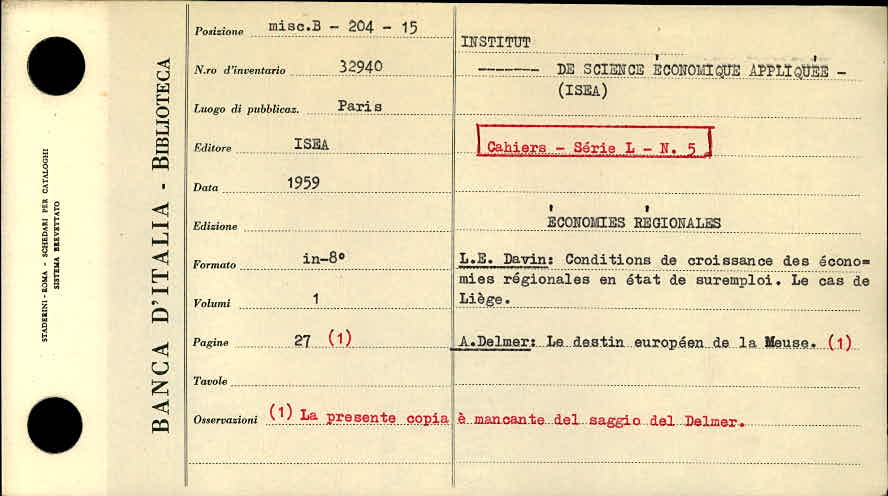 STADERINI - ROMA - SCHEDARI PER CATALOGHI
SISTEMA BREVETTATO
BANCA D'ITALIA - BIBLIOTECA
Posizione misc.B - 204 - 15
N.ro d'inventario 32940
Luogo di pubblicaz. Paris
Editore ISEA
Data 1959
Edizione
Formato in-8°
Volumi 1
Pagine 27 (1)
Tavole
Osservazioni (1) La presente copia è mancante del saggio del Delmer.
INSTITUT
------- DE SCIENCE ÉCONOMIQUE APPLIQUÉE -
(ISEA)
Cahiers - Série L - N. 5
ÉCONOMIES RÉGIONALES
L.E. Davin: Conditions de croissance des écono=
mies régionales en état de suremploi. Le cas de
Liège.
A.Delmer: Le destin européen de la Meuse. (1)